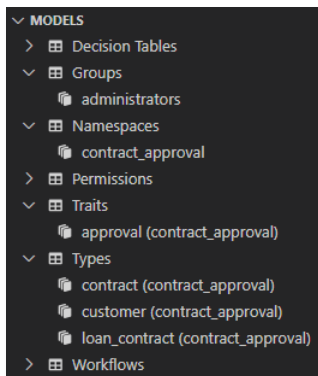 MODELS
Decision Tables
Groups
administrators
Namespaces
contract_approval
Permissions
Traits
approval (contract_approval)
Types
contract (contract_approval)
customer (contract_approval)
loan_contract (contract_approval)
Workflows